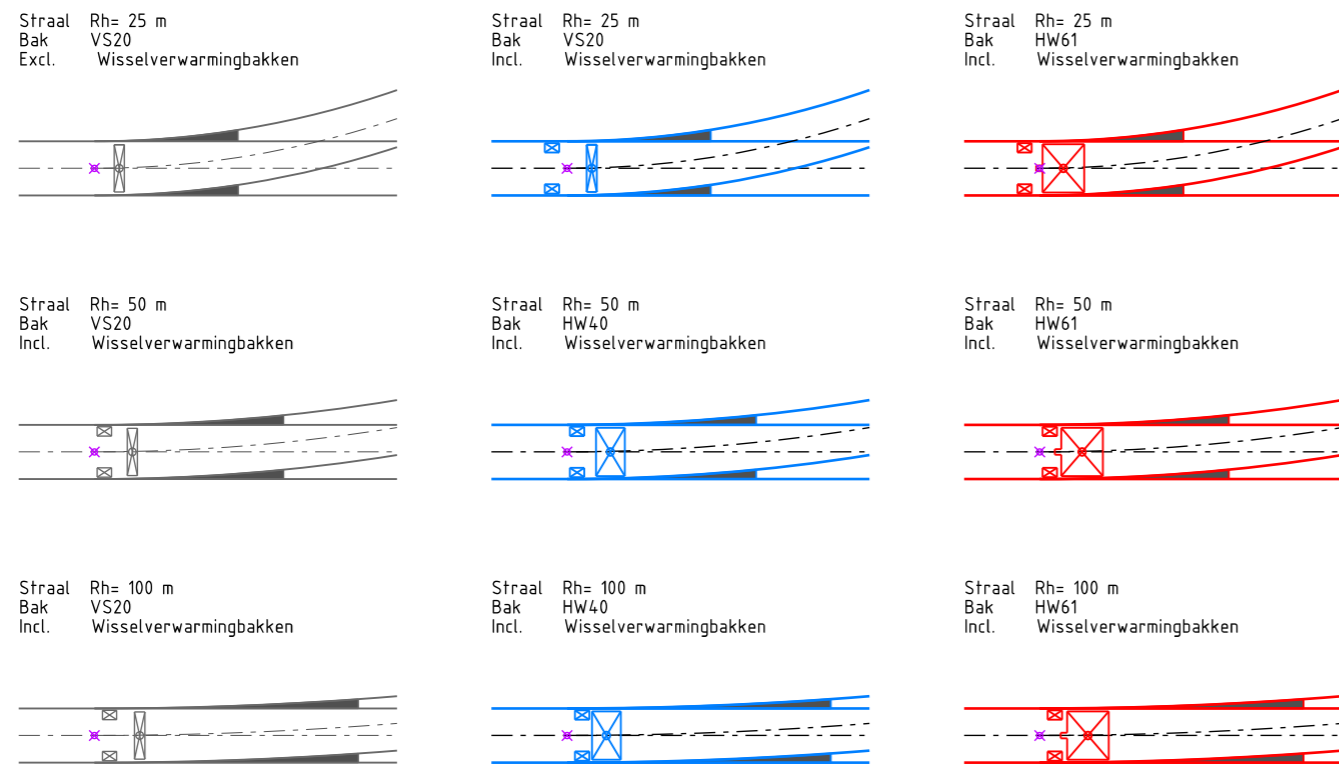 Straal Rh= 25 m
Bak VS20
Excl. Wisselverwarmingbakken
Straal Rh= 25 m
Bak VS20
Incl. Wisselverwarmingbakken
Straal Rh= 25 m
Bak HW61
Incl. Wisselverwarmingbakken
Straal Rh= 50 m
Bak VS20
Incl. Wisselverwarmingbakken
Straal Rh= 50 m
Bak HW40
Incl. Wisselverwarmingbakken
Straal Rh= 50 m
Bak HW61
Incl. Wisselverwarmingbakken
Straal Rh= 100 m
Bak VS20
Incl. Wisselverwarmingbakken
Straal Rh= 100 m
Bak HW40
Incl. Wisselverwarmingbakken
Straal Rh= 100 m
Bak HW61
Incl. Wisselverwarmingbakken